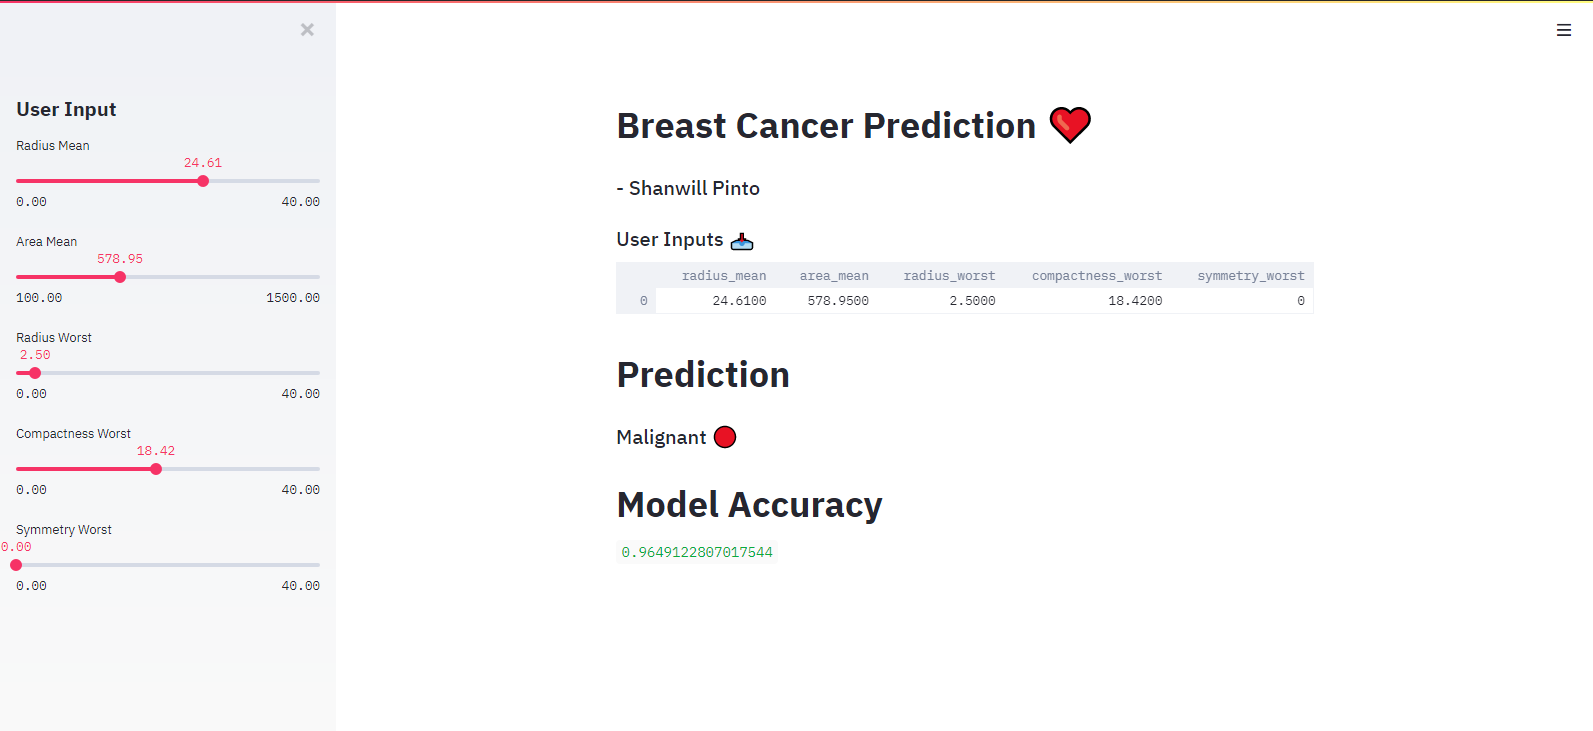 User Input
Radius Mean
24.61
0.00 40.00
Area Mean
578.95
100.00 1500.00
Radius Worst
2.50
0.00 40.00
Compactness Worst
18.42
0.00 40.00
Symmetry Worst
0.00
0.00 40.00
Breast Cancer Prediction
- Shanwill Pinto
User Inputs
radius_mean area_mean radius_worst compactness_worst symmetry_worst
0 24.6100 578.9500 2.5000 18.4200 0
Prediction
Malignant
Model Accuracy
0.9649122807017544